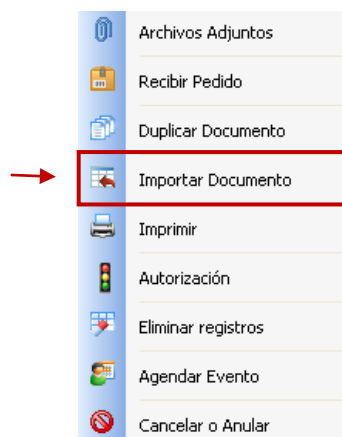 Archivos Adjuntos
Recibir Pedido
Duplicar Documento
Importar Documento
Imprimir
Autorización
Eliminar registros
Agendar Evento
Cancelar o Anular